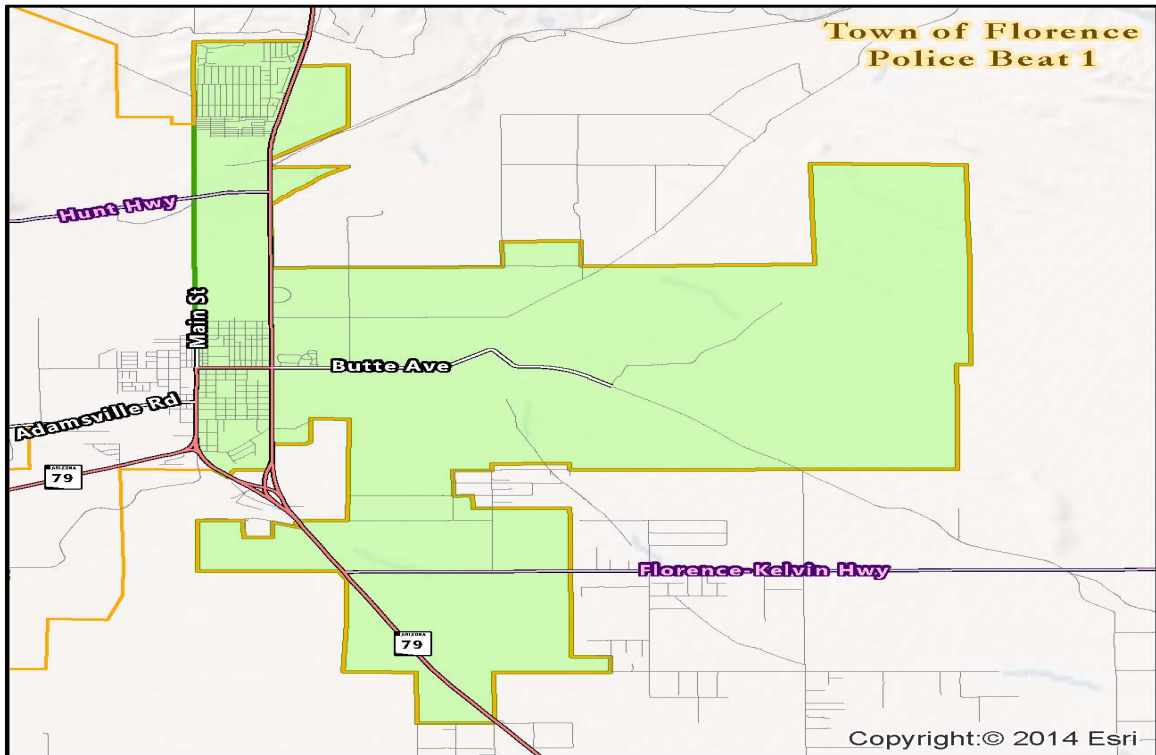 Town of Florence
Police Beat 1
Hunt Hwy
Main St
Butte Ave
Adamsville Rd
ARIZONA
79
Florence-Kelvin Hwy
ARIZONA
79
Copyright:© 2014 Esri